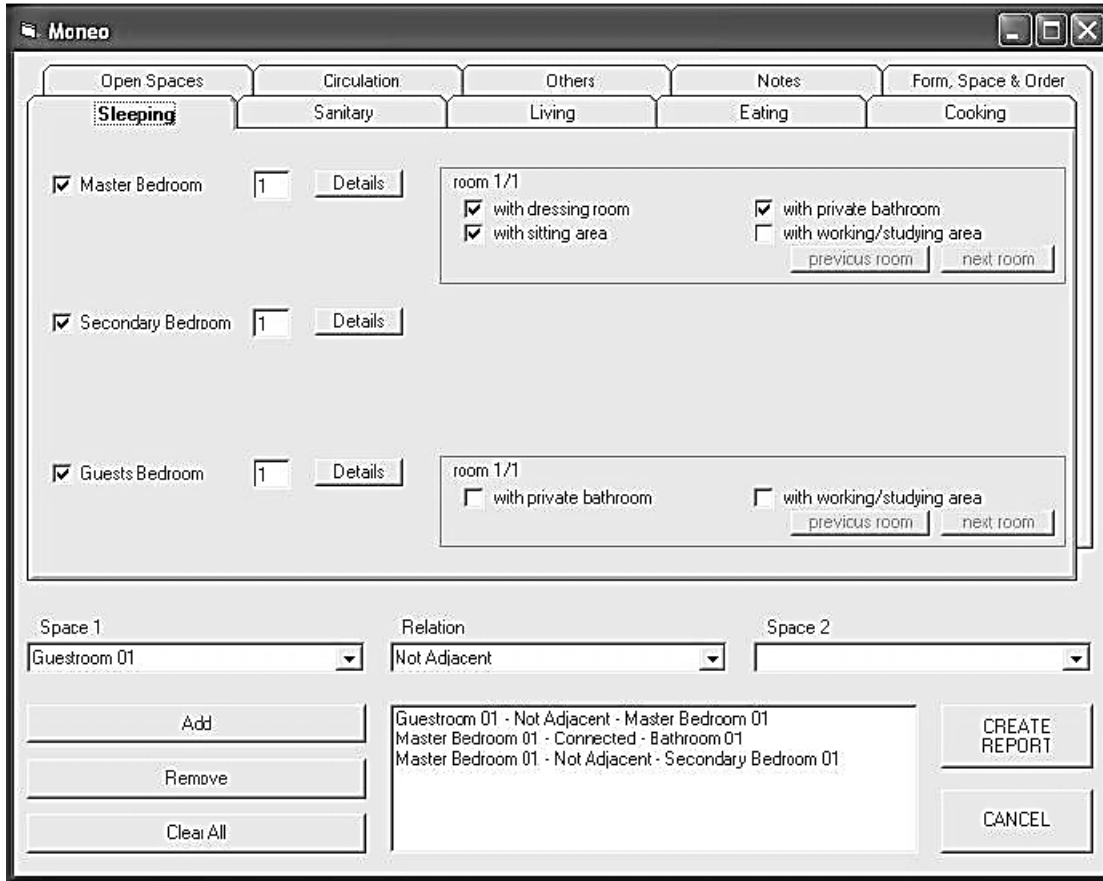 Moneo
Open Spaces Circulation Others Notes Form, Space & Order
Sleeping Sanitary Living Eating Cooking
Master Bedroom 1 Details
room 1/1
with dressing room with private bathroom
with sitting area with working/studying area
previous room next room
Secondary Bedroom 1 Details
Guests Bedroom 1 Details
room 1/1
with private bathroom with working/studying area
previous room next room
Space 1 Relation Space 2
Guestroom 01 Not Adjacent
Add
Remove
Clear All
Guestroom 01 - Not Adjacent - Master Bedroom 01
Master Bedroom 01 - Connected - Bathroom 01
Master Bedroom 01 - Not Adjacent - Secondary Bedroom 01
CREATE
REPORT
CANCEL